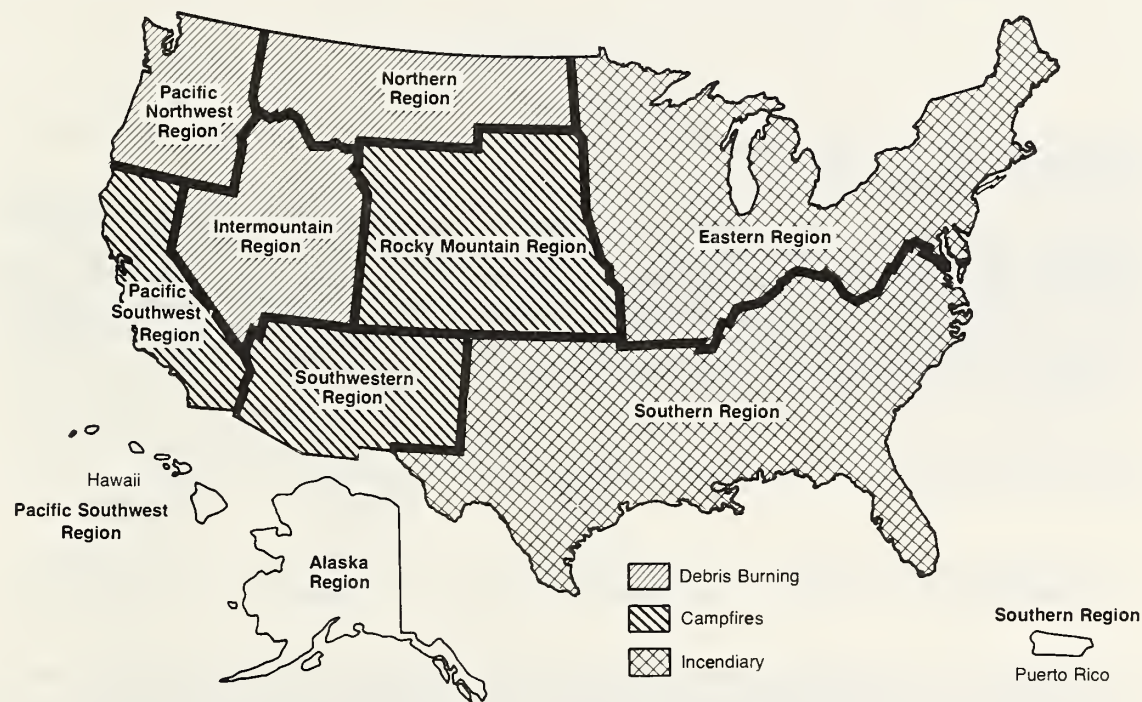 Pacific
Northwest
Region
Northern
Region
Intermountain
Region
Rocky Mountain Region
Eastern Region
Pacific
Southwest
Region
Southwestern
Region
Southern Region
Hawaii
Pacific Southwest
Region
Alaska
Region
Debris Burning
Campfires
Incendiary
Southern Region
Puerto Rico